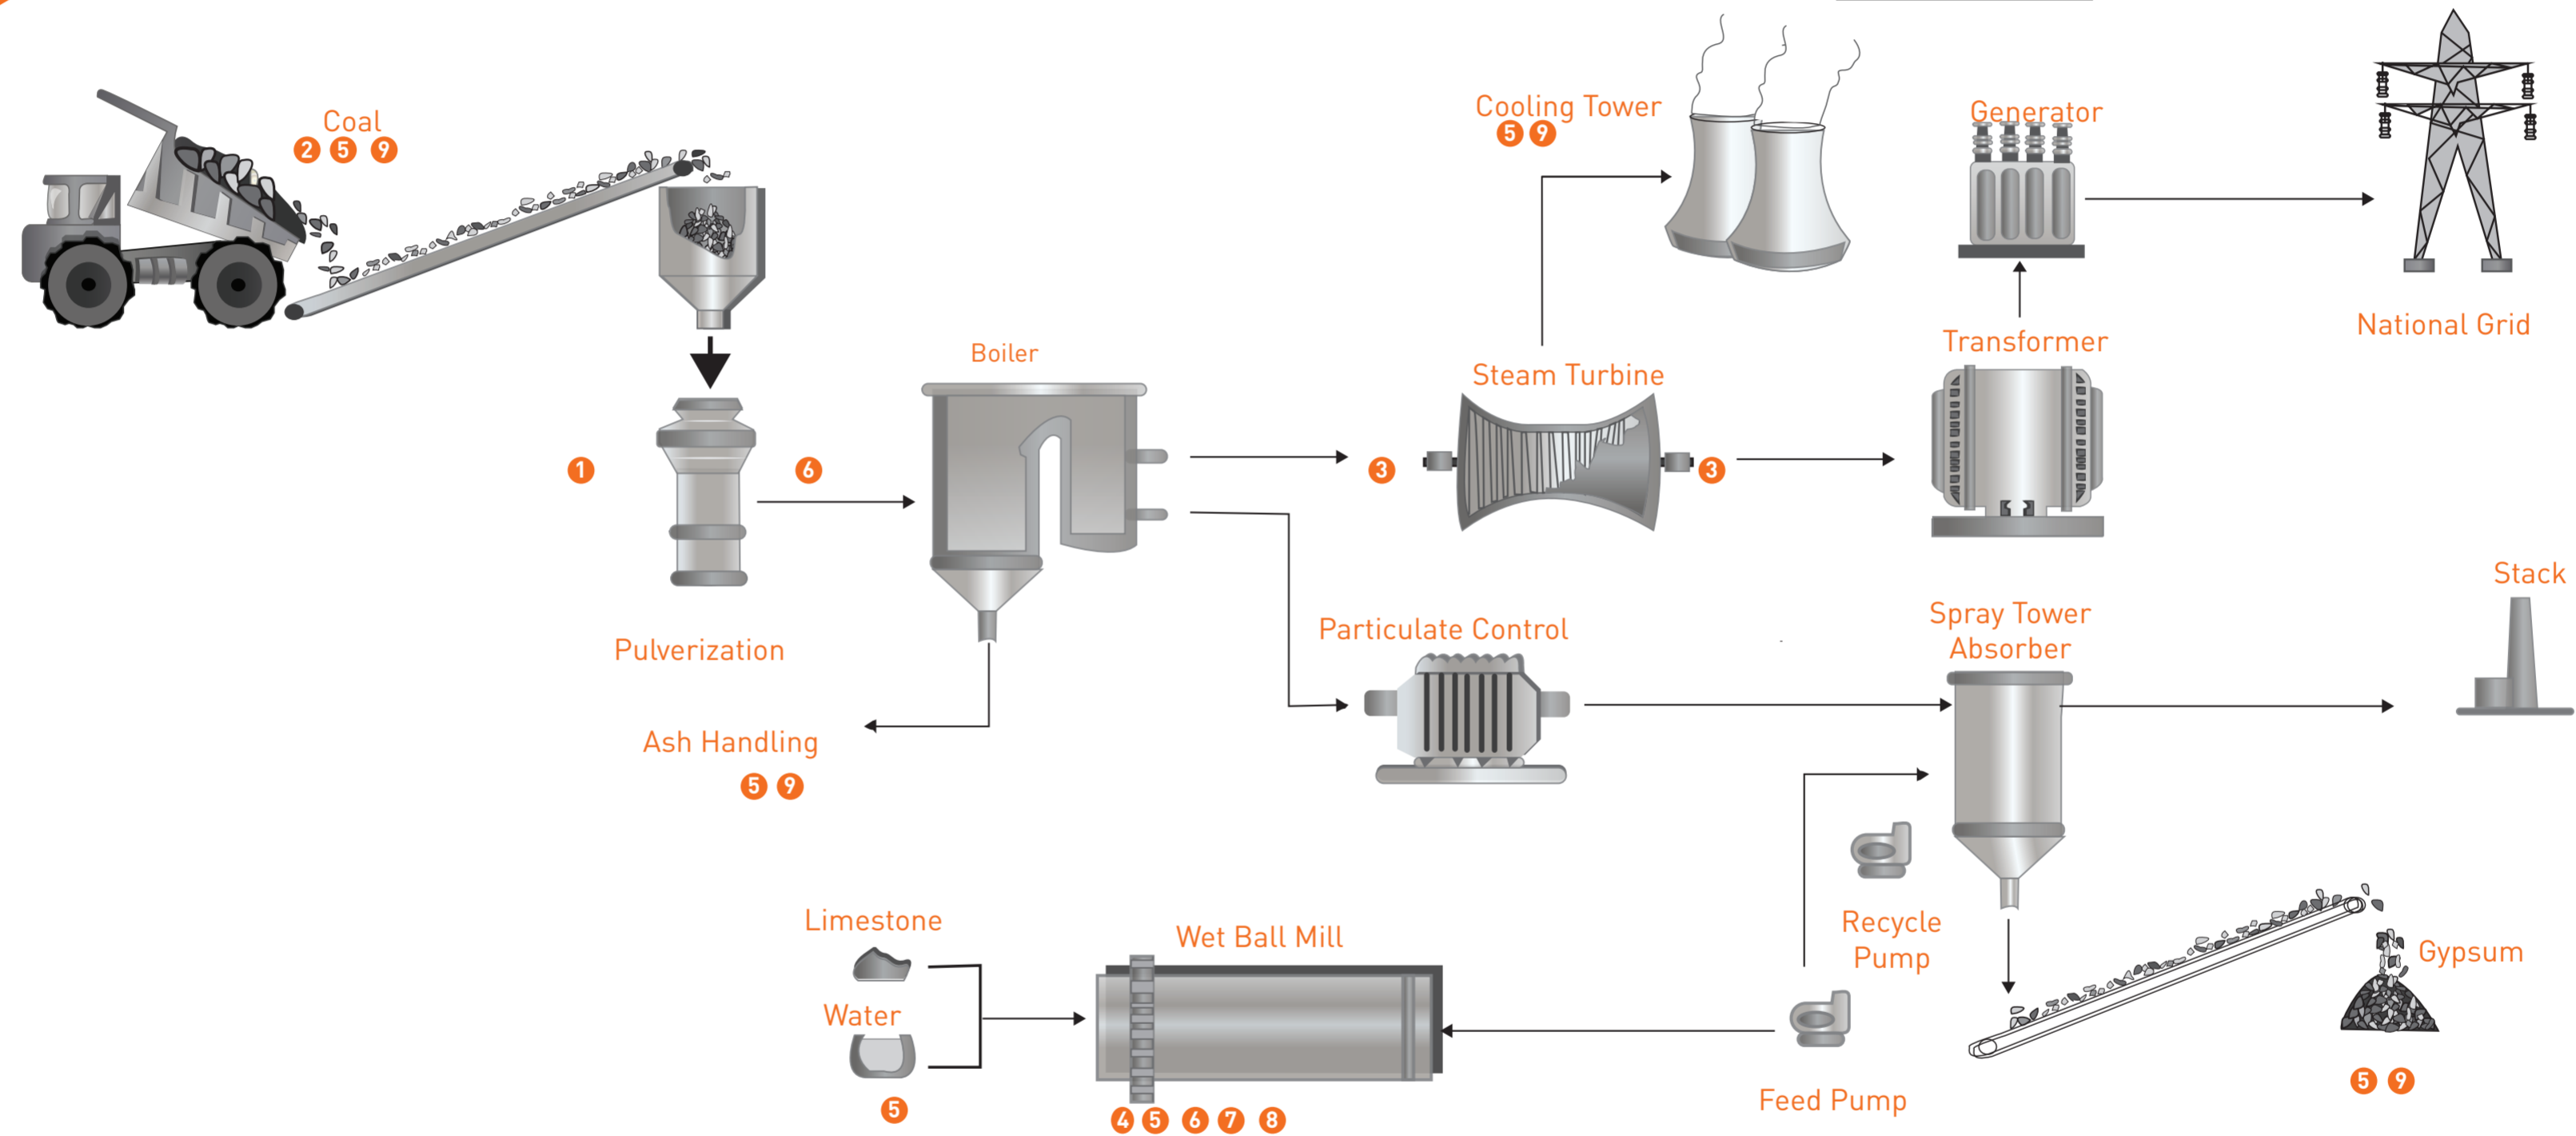 Coal
2 5 9
Cooling Tower
5 9
Generator
National Grid
Transformer
Boiler
Steam Turbine
1
6
3
3
Pulverization
Ash Handling
5 9
Particulate Control
Spray Tower
Absorber
Stack
Limestone
Water
5
Wet Ball Mill
4 5 6 7 8
Recycle
Pump
Feed Pump
Gypsum
5 9